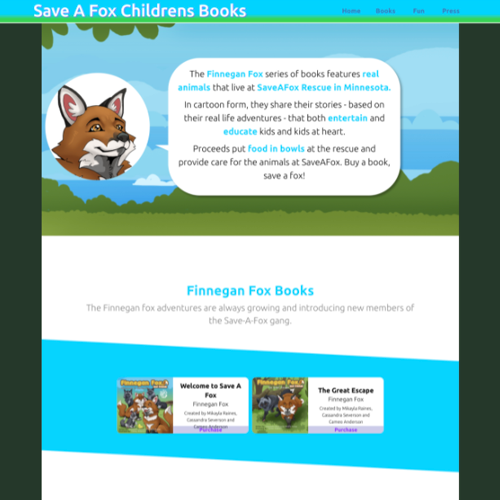 Save A Fox Childrens Books
Home Books Fun Press
The Finnegan Fox series of books features real
animals that live at SaveAFox Rescue in Minnesota.
In cartoon form, they share their stories - based on
their real life adventures - that both entertain and
educate kids and kids at heart.
Proceeds put food in bowls at the rescue and
provide care for the animals at SaveAFox. Buy a book,
save a fox!
Finnegan Fox Books
The Finnegan fox adventures are always growing and introducing new members of
the Save-A-Fox gang.
Finnegan Fox
Welcome to Save A
Fox
Finnegan Fox
Created by Mikayla Raines,
Cassandra Severson and
Cameo Anderson
Purchase
Finnegan Fox
The Great Escape
Finnegan Fox
Created by Mikayla Raines,
Cassandra Severson and
Cameo Anderson
Purchase